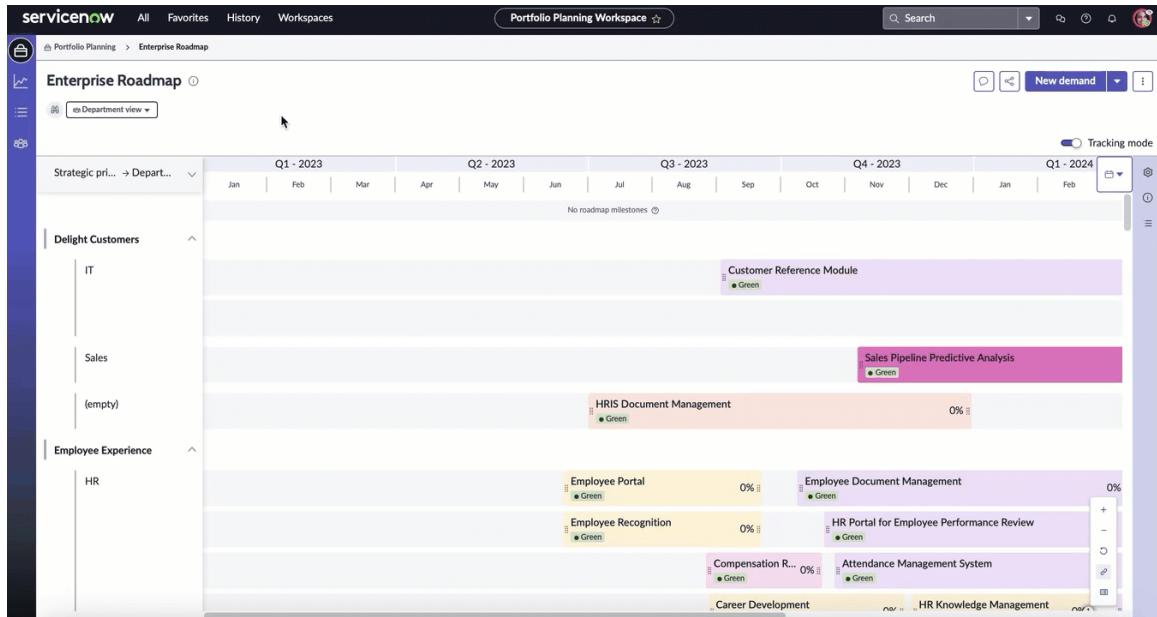 servicenow All Favorites History Workspaces Portfolio Planning Workspace Search
Portfolio Planning > Enterprise Roadmap
Enterprise Roadmap New demand
Department view
Tracking mode
Strategic pri... → Depart... Q1 - 2023 Q2 - 2023 Q3 - 2023 Q4 - 2023 Q1 - 2024
Jan Feb Mar Apr May Jun Jul Aug Sep Oct Nov Dec Jan Feb
No roadmap milestones
Delight Customers
IT Customer Reference Module
Green
Sales Sales Pipeline Predictive Analysis
Green
(empty) HRIS Document Management 0%
Green
Employee Experience
HR Employee Portal 0% Employee Document Management 0%
Green Green
Employee Recognition 0% HR Portal for Employee Performance Review
Green Green
Compensation R... 0% Attendance Management System
Green Green
Career Development 0% HR Knowledge Management 0%